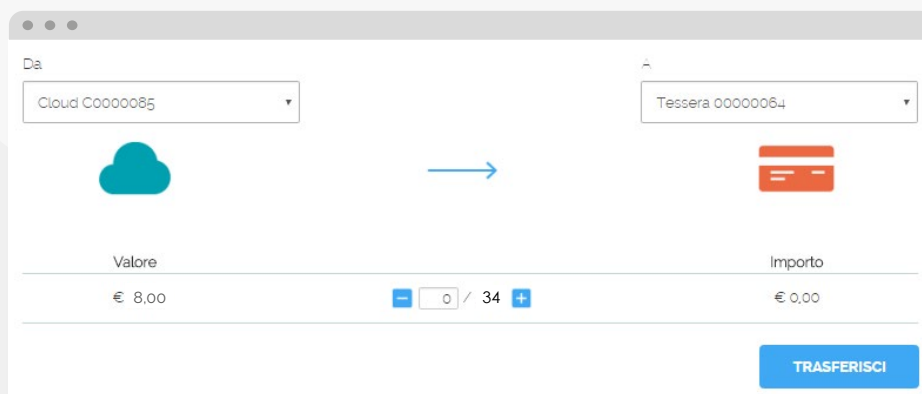 Da A
Cloud C0000085 Tessera 00000064
Valore Importo
€ 8,00 0 / 34 € 0,00
TRASFERISCI